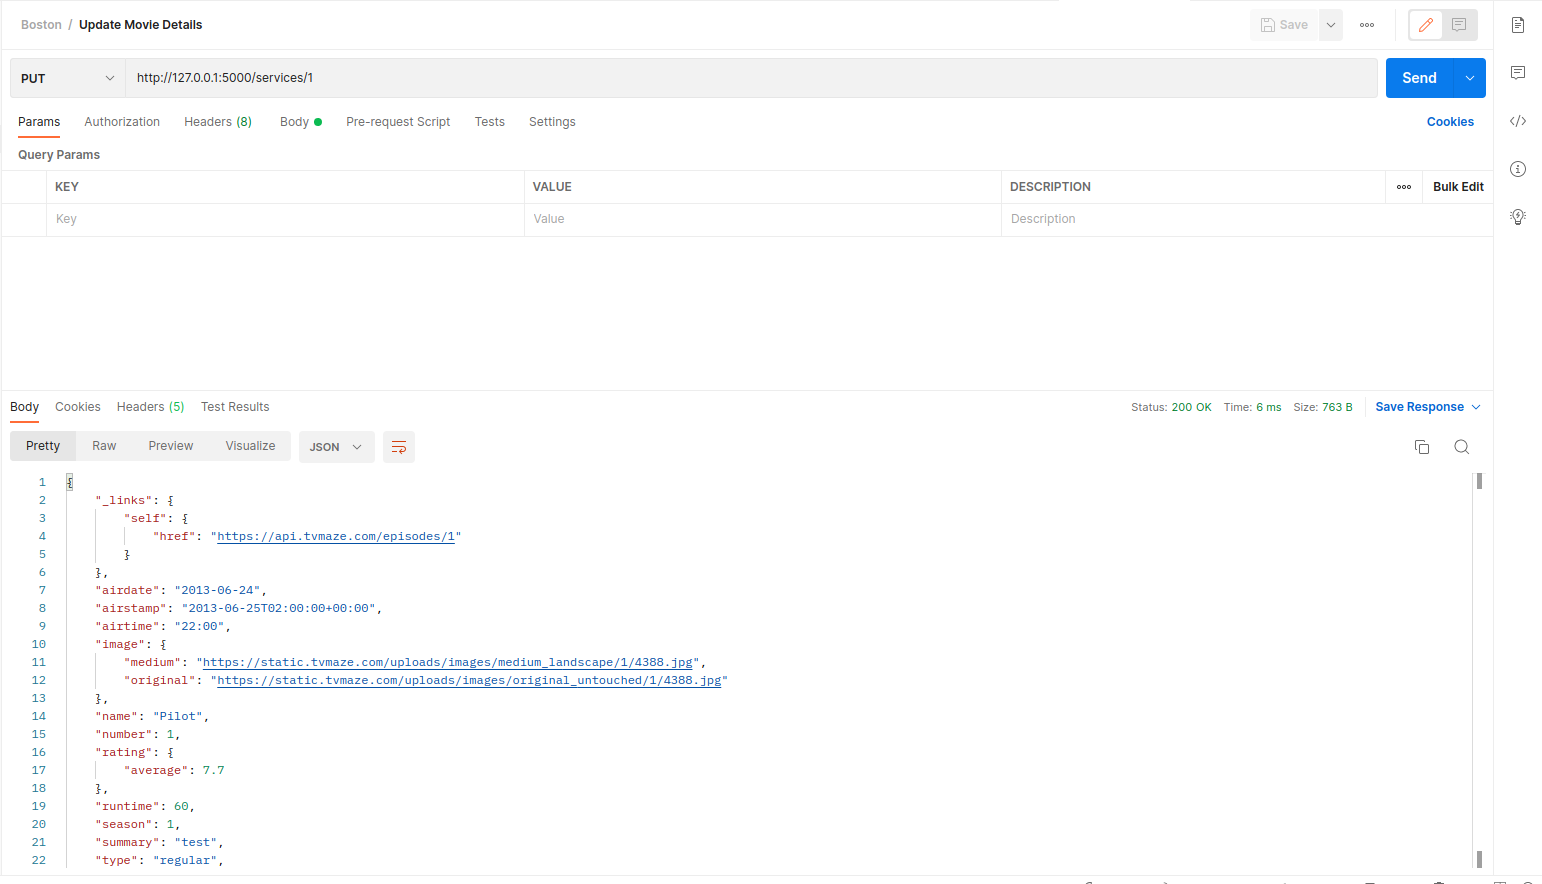 Boston / Update Movie Details
Save
PUT http://127.0.0.1:5000/services/1 Send
Params Authorization Headers (8) Body Pre-request Script Tests Settings Cookies
Query Params
KEY VALUE DESCRIPTION Bulk Edit
Key Value Description
Body Cookies Headers (5) Test Results Status: 200 OK Time: 6 ms Size: 763 B Save Response
Pretty Raw Preview Visualize JSON
1 {
2 "_links": {
3 "self": {
4 "href": "https://api.tvmaze.com/episodes/1"
5 }
6 },
7 "airdate": "2013-06-24",
8 "airstamp": "2013-06-25T02:00:00+00:00",
9 "airtime": "22:00",
10 "image": {
11 "medium": "https://static.tvmaze.com/uploads/images/medium_landscape/1/4388.jpg",
12 "original": "https://static.tvmaze.com/uploads/images/original_untouched/1/4388.jpg"
13 },
14 "name": "Pilot",
15 "number": 1,
16 "rating": {
17 "average": 7.7
18 },
19 "runtime": 60,
20 "season": 1,
21 "summary": "test",
22 "type": "regular",